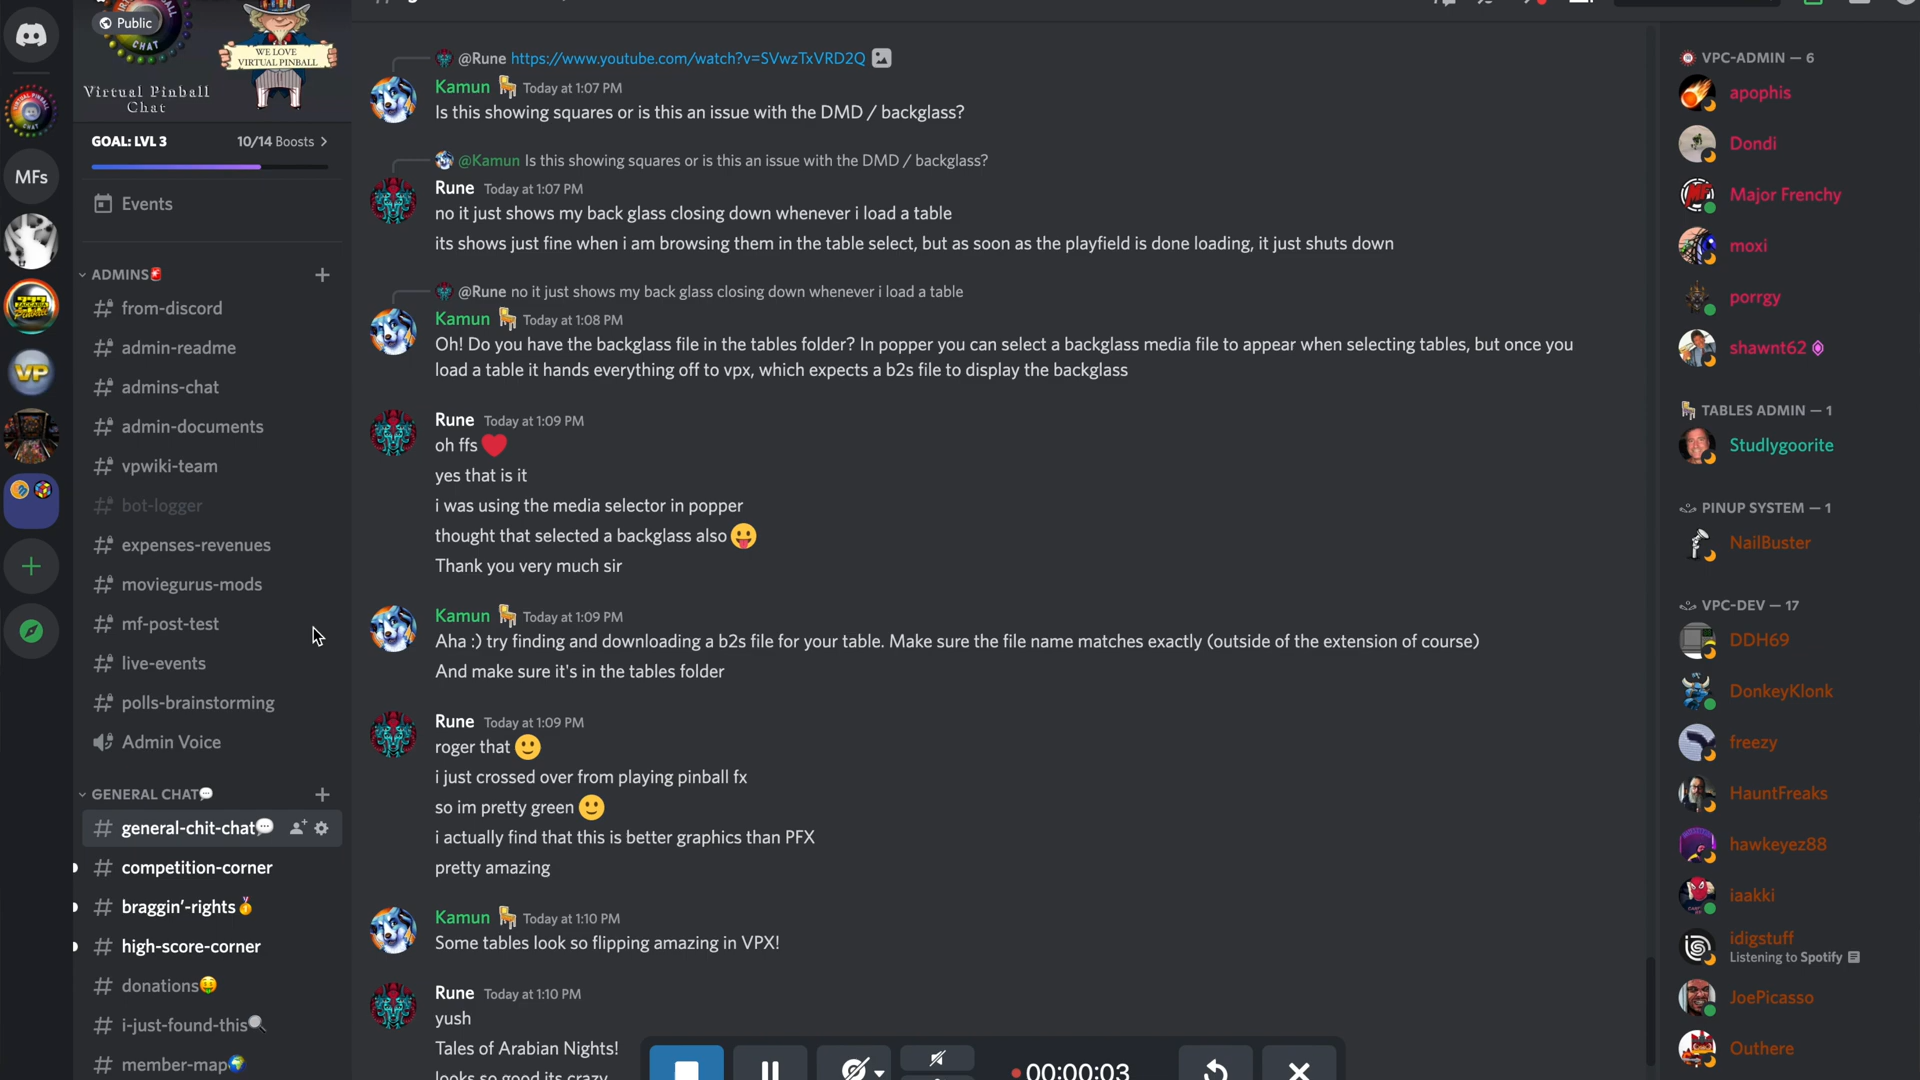 Public
WE LOVE
VIRTUAL PINBALL
Virtual Pinball
Chat
GOAL: LVL 3
10/14 Boosts
Events
ADMINS
from-discord
admin-readme
admins-chat
admin-documents
vpwiki-team
bot-logger
expenses-revenues
moviegurus-mods
mf-post-test
live-events
polls-brainstorming
Admin Voice
GENERAL CHAT
general-chit-chat
competition-corner
braggin'-rights
high-score-corner
donations
i-just-found-this
member-map
MFs
VP
@Rune https://www.youtube.com/watch?v=SVwzTxVRD2Q
Kamun Today at 1:07 PM
Is this showing squares or is this an issue with the DMD / backglass?
@Kamun Is this showing squares or is this an issue with the DMD / backglass?
Rune Today at 1:07 PM
no it just shows my back glass closing down whenever i load a table
its shows just fine when i am browsing them in the table select, but as soon as the playfield is done loading, it just shuts down
@Rune no it just shows my back glass closing down whenever i load a table
Kamun Today at 1:08 PM
Oh! Do you have the backglass file in the tables folder? In popper you can select a backglass media file to appear when selecting tables, but once you
load a table it hands everything off to vpx, which expects a b2s file to display the backglass
Rune Today at 1:09 PM
oh ffs
yes that is it
i was using the media selector in popper
thought that selected a backglass also
Thank you very much sir
Kamun Today at 1:09 PM
Aha :) try finding and downloading a b2s file for your table. Make sure the file name matches exactly (outside of the extension of course)
And make sure it's in the tables folder
Rune Today at 1:09 PM
roger that
i just crossed over from playing pinball fx
so im pretty green
i actually find that this is better graphics than PFX
pretty amazing
Kamun Today at 1:10 PM
Some tables look so flipping amazing in VPX!
Rune Today at 1:10 PM
yush
Tales of Arabian Nights!
looks so good its crazy
00:00:03
VPC-ADMIN — 6
apophis
Dondi
Major Frenchy
moxi
porrgy
shawnt62
TABLES ADMIN — 1
Studlygoorite
PINUP SYSTEM — 1
NailBuster
VPC-DEV — 17
DDH69
DonkeyKlonk
freezy
HauntFreaks
hawkeyez88
iaakki
idigstuff
Listening to Spotify
JoePicasso
Outhere